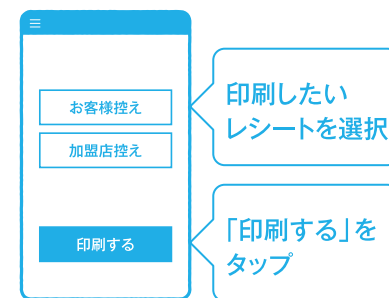 お客様控え
加盟店控え
印刷する
印刷したい
レシートを選択
「印刷する」を
タップ